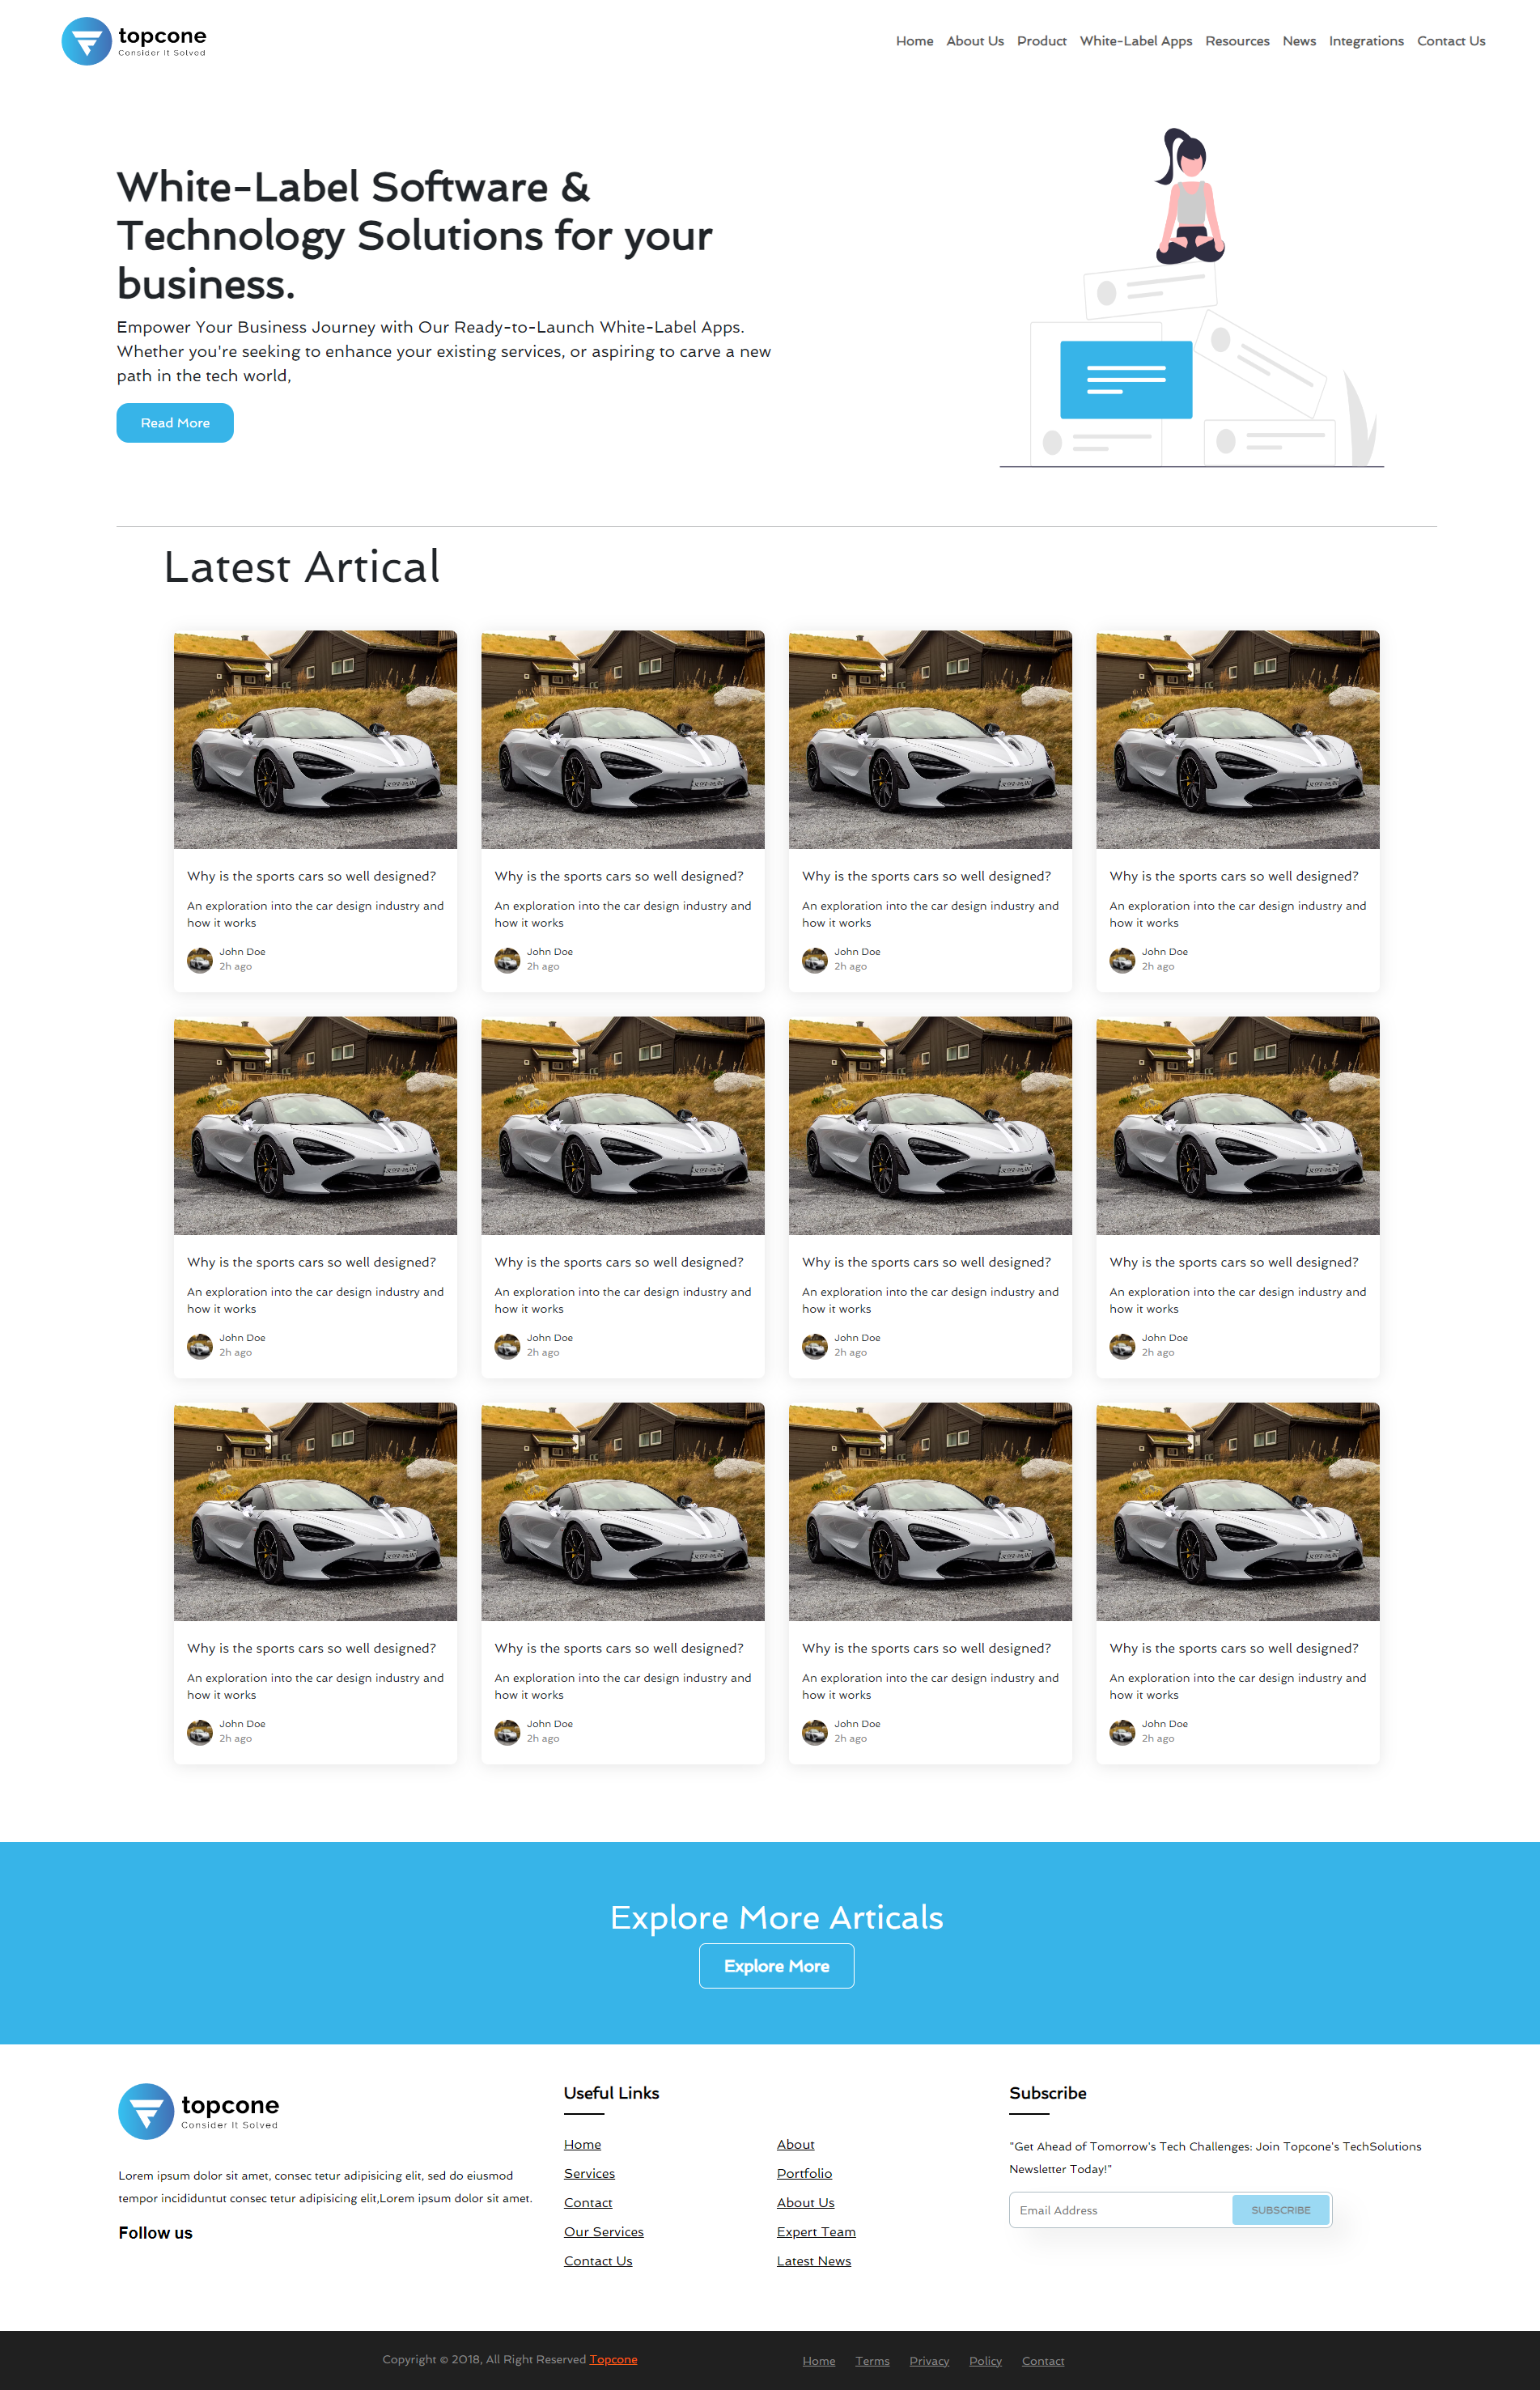 topcone
Consider It Solved
Home About Us Product White-Label Apps Resources News Integrations Contact Us
White-Label Software &
Technology Solutions for your
business.
Empower Your Business Journey with Our Ready-to-Launch White-Label Apps.
Whether you're seeking to enhance your existing services, or aspiring to carve a new
path in the tech world,
Read More
Latest Artical
Why is the sports cars so well designed?
An exploration into the car design industry and
how it works
John Doe
2h ago
Why is the sports cars so well designed?
An exploration into the car design industry and
how it works
John Doe
2h ago
Why is the sports cars so well designed?
An exploration into the car design industry and
how it works
John Doe
2h ago
Why is the sports cars so well designed?
An exploration into the car design industry and
how it works
John Doe
2h ago
Why is the sports cars so well designed?
An exploration into the car design industry and
how it works
John Doe
2h ago
Why is the sports cars so well designed?
An exploration into the car design industry and
how it works
John Doe
2h ago
Why is the sports cars so well designed?
An exploration into the car design industry and
how it works
John Doe
2h ago
Why is the sports cars so well designed?
An exploration into the car design industry and
how it works
John Doe
2h ago
Why is the sports cars so well designed?
An exploration into the car design industry and
how it works
John Doe
2h ago
Why is the sports cars so well designed?
An exploration into the car design industry and
how it works
John Doe
2h ago
Why is the sports cars so well designed?
An exploration into the car design industry and
how it works
John Doe
2h ago
Why is the sports cars so well designed?
An exploration into the car design industry and
how it works
John Doe
2h ago
Explore More Articals
Explore More
topcone
Consider It Solved
Lorem ipsum dolor sit amet, consec tetur adipisicing elit, sed do eiusmod
tempor incididuntut consec tetur adipisicing elit,Lorem ipsum dolor sit amet.
Follow us
Useful Links
Home
About
Services
Portfolio
Contact
About Us
Our Services
Expert Team
Contact Us
Latest News
Subscribe
"Get Ahead of Tomorrow's Tech Challenges: Join Topcone's TechSolutions
Newsletter Today!"
Email Address
SUBSCRIBE
Copyright © 2018, All Right Reserved Topcone
Home Terms Privacy Policy Contact